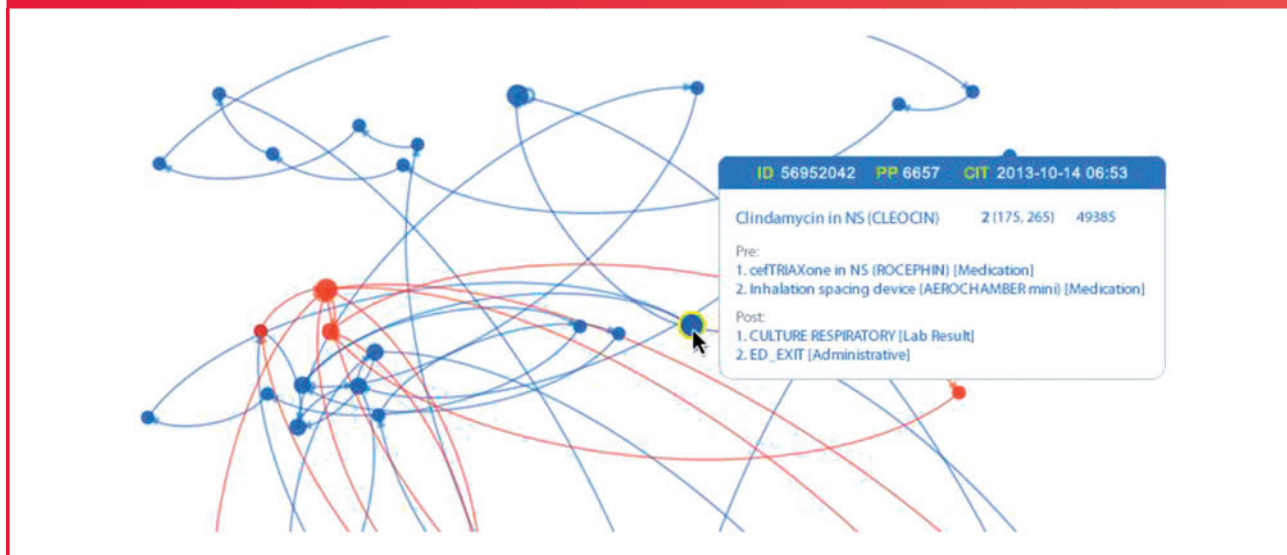 ID 56952042 PP 6657 CIT 2013-10-14 06:53
Clindamycin in NS (CLEOCIN) 2 (175, 265) 49385
Pre:
1. cefTRIAXone in NS (ROCEPHIN) [Medication]
2. Inhalation spacing device (AEROCHAMBER mini) [Medication]
Post:
1. CULTURE RESPIRATORY [Lab Result]
2. ED_EXIT [Administrative]